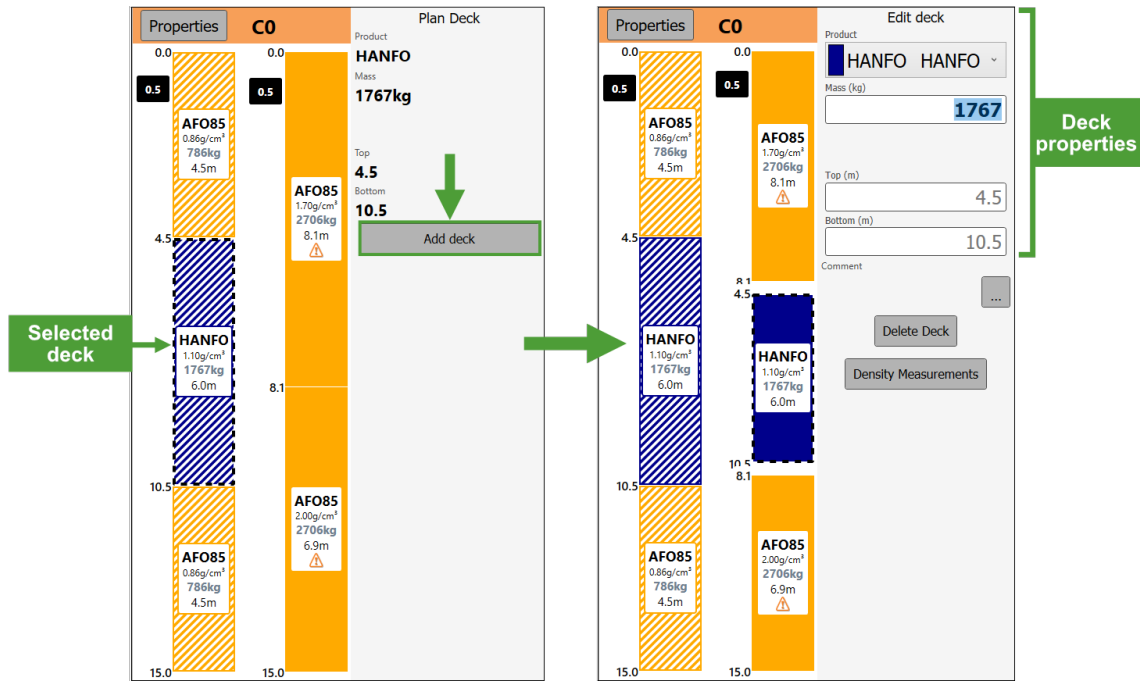 Properties
C0
Plan Deck
Product
HANFO
Mass
1767kg
Top
4.5
Bottom
10.5
Add deck
0.0
0.5
AFO85
0.86g/cm³
786kg
4.5m
4.5
HANFO
1.10g/cm³
1767kg
6.0m
10.5
AFO85
0.86g/cm³
786kg
4.5m
15.0
0.0
0.5
AFO85
1.70g/cm³
2706kg
8.1m
8.1
AFO85
2.00g/cm³
2706kg
6.9m
15.0
Selected
deck
Properties
C0
Edit deck
Product
HANFO HANFO
Mass (kg)
1767
Top (m)
4.5
Bottom (m)
10.5
Comment
...
Delete Deck
Density Measurements
0.0
0.5
AFO85
0.86g/cm³
786kg
4.5m
4.5
HANFO
1.10g/cm³
1767kg
6.0m
10.5
AFO85
0.86g/cm³
786kg
4.5m
15.0
0.0
0.5
AFO85
1.70g/cm³
2706kg
8.1m
8.1
4.5
HANFO
1.10g/cm³
1767kg
6.0m
10.5
8.1
AFO85
2.00g/cm³
2706kg
6.9m
15.0
Deck
properties